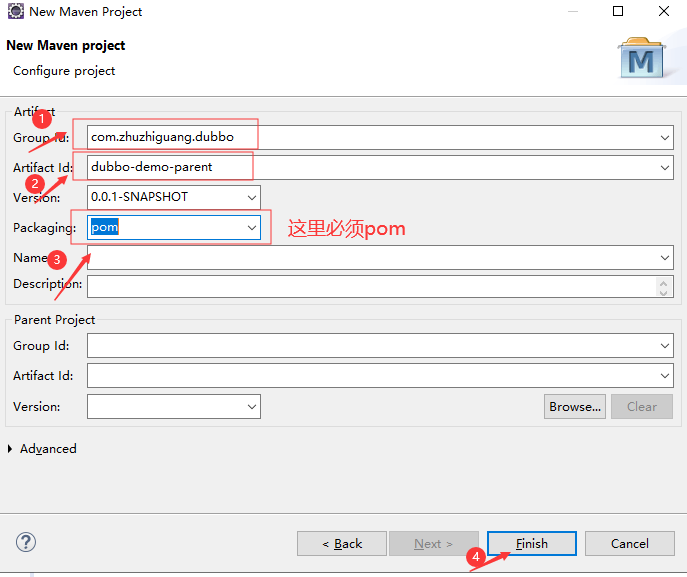 New Maven Project
New Maven project
Configure project
M
Artifact
1
Group Id: com.zhuzhiguang.dubbo
Artifact Id: dubbo-demo-parent
2
Version: 0.0.1-SNAPSHOT
Packaging: pom 这里必须pom
Name: 3
Description:
Parent Project
Group Id:
Artifact Id:
Version: Browse... Clear
Advanced
? < Back Next > Finish Cancel
4